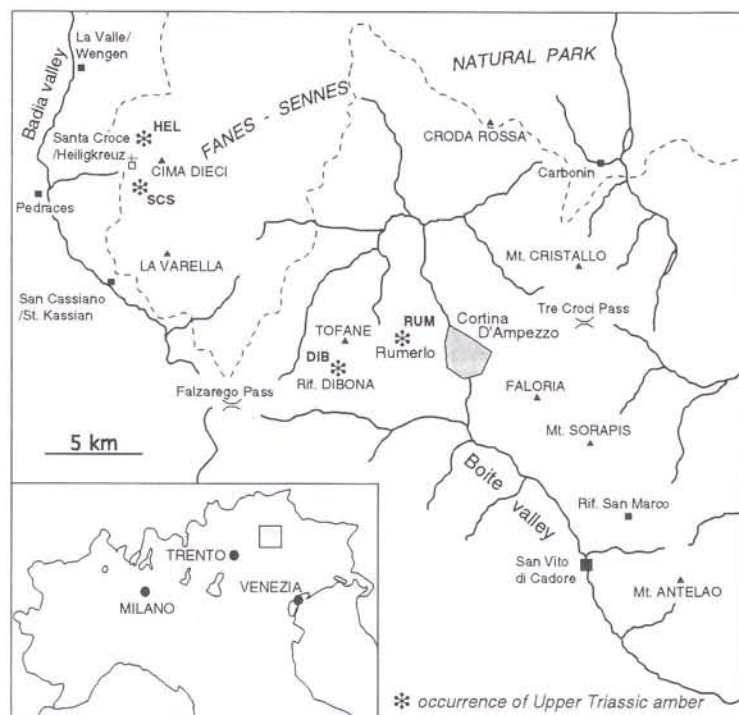 La Valle/
Wengen
Badia valley
HEL
Santa Croce
/Heiligkreuz
CIMA DIECI
SCS
Pedraces
LA VARELLA
San Cassiano
/St. Kassian
FANES - SENNES
NATURAL PARK
CRODA ROSSA
Carbonin
Mt. CRISTALLO
Tre Croci Pass
Cortina
D'Ampezzo
RUM
Rumerlo
TOFANE
DIB
Rif. DIBONA
Falzarego Pass
FALORIA
Mt. SORAPIS
5 km
Boite valley
Rif. San Marco
San Vito
di Cadore
Mt. ANTELAO
TRENTO
MILANO
VENEZIA
occurrence of Upper Triassic amber